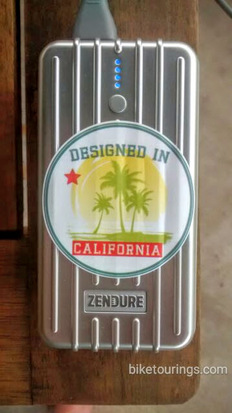 DESIGNED IN
CALIFORNIA
ZENDURE
biketourings.com